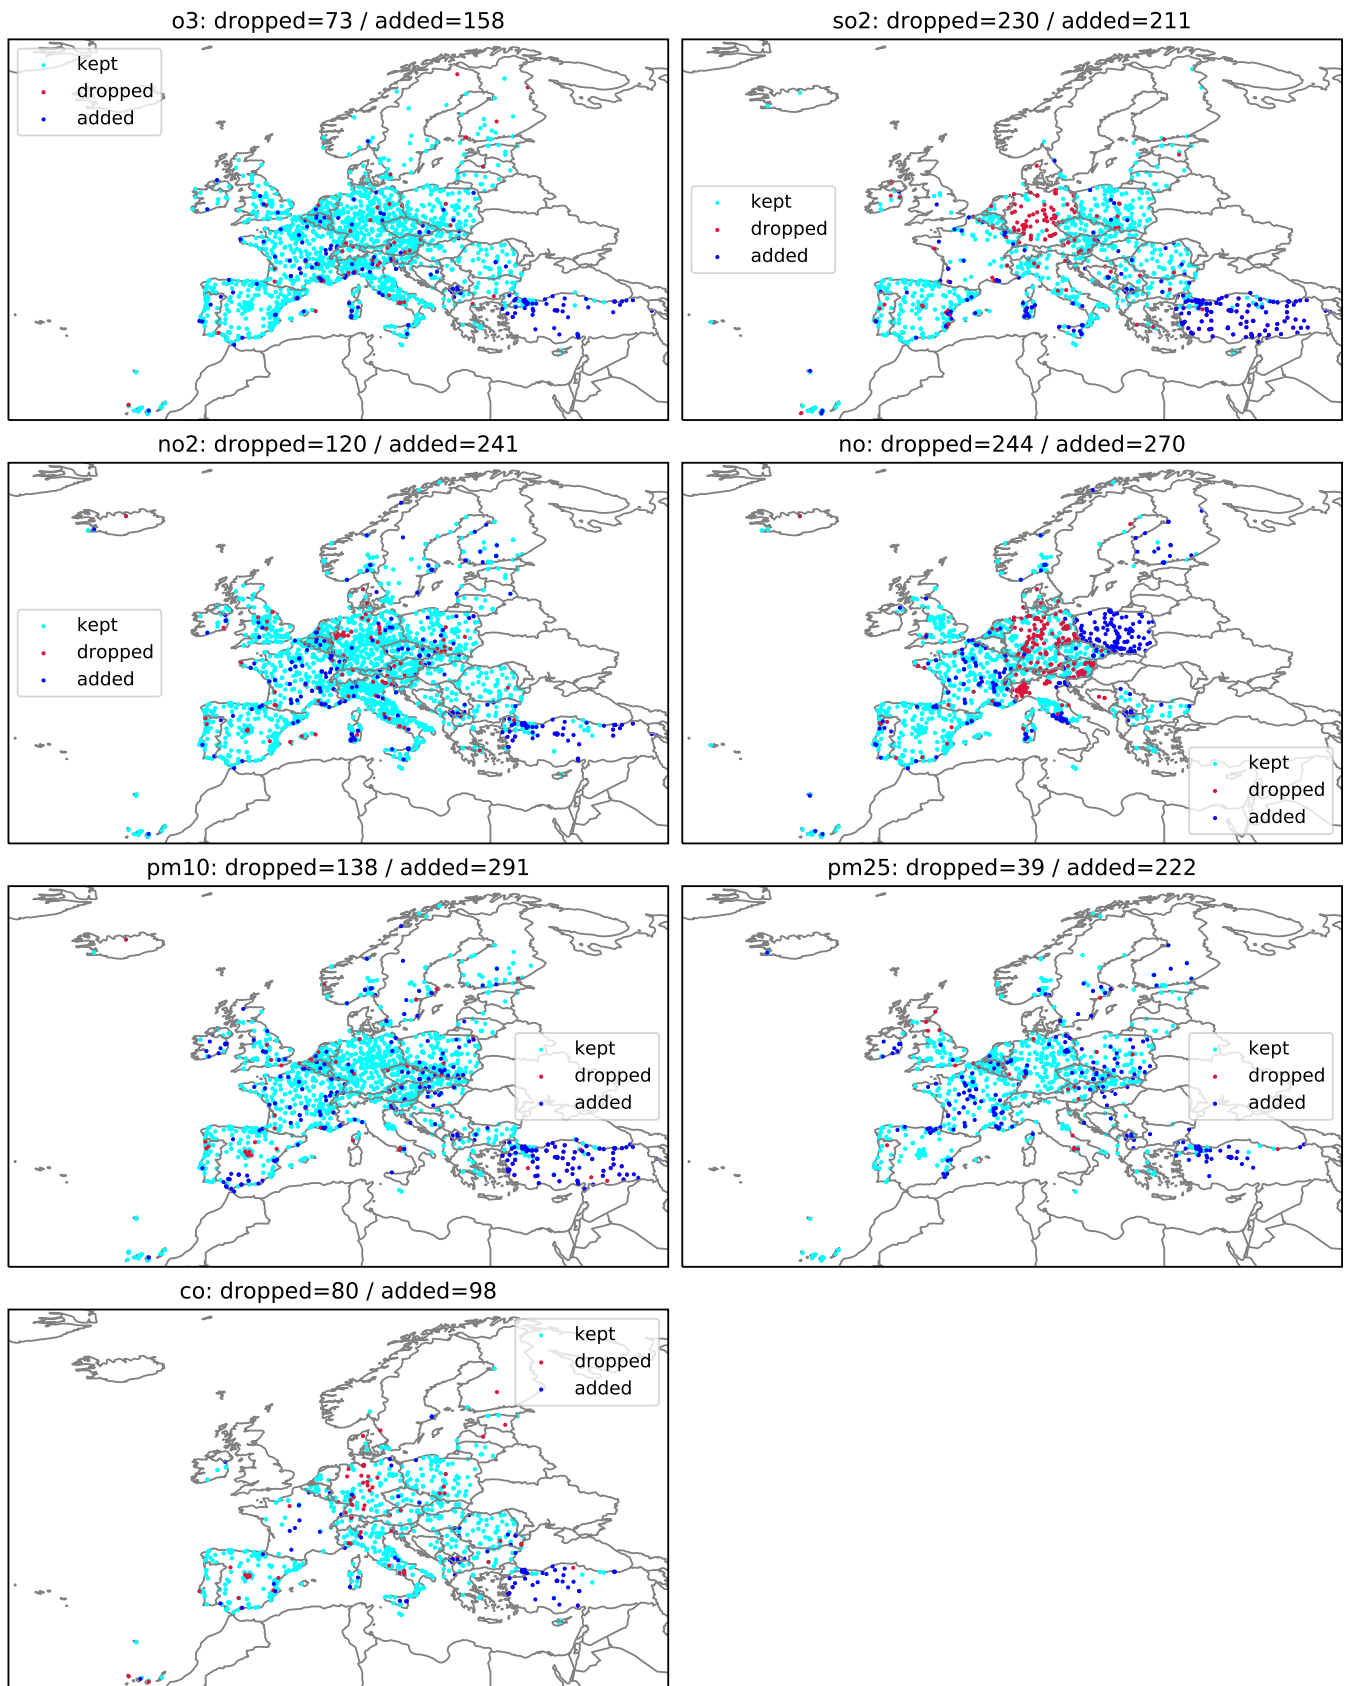 o3: dropped=73 / added=158
kept
dropped
added
so2: dropped=230 / added=211
kept
dropped
added
no2: dropped=120 / added=241
kept
dropped
added
no: dropped=244 / added=270
kept
dropped
added
pm10: dropped=138 / added=291
kept
dropped
added
pm25: dropped=39 / added=222
kept
dropped
added
co: dropped=80 / added=98
kept
dropped
added